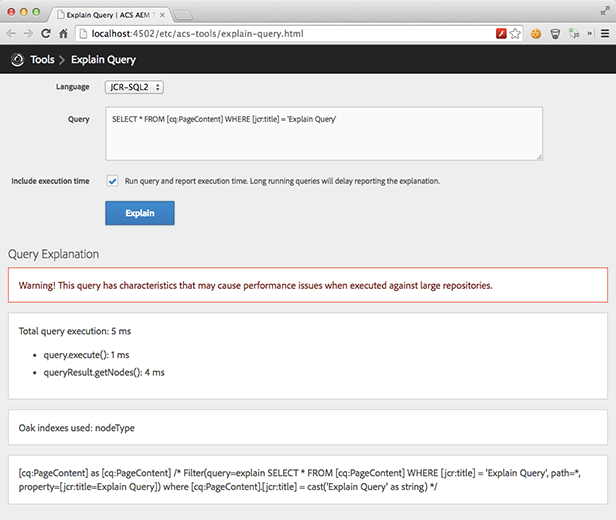 Explain Query | ACS AEM T
localhost:4502/etc/acs-tools/explain-query.html
Tools > Explain Query
Language JCR-SQL2
Query SELECT * FROM [cq:PageContent] WHERE [jcr:title] = 'Explain Query'
Include execution time Run query and report execution time. Long running queries will delay reporting the explanation.
Explain
Query Explanation
Warning! This query has characteristics that may cause performance issues when executed against large repositories.
Total query execution: 5 ms
• query.execute(): 1 ms
• queryResult.getNodes(): 4 ms
Oak indexes used: nodeType
[cq:PageContent] as [cq:PageContent] /* Filter(query=explain SELECT * FROM [cq:PageContent] WHERE [jcr:title] = 'Explain Query', path=*,
property=[jcr:title=Explain Query]) where [cq:PageContent].[jcr:title] = cast('Explain Query' as string) */